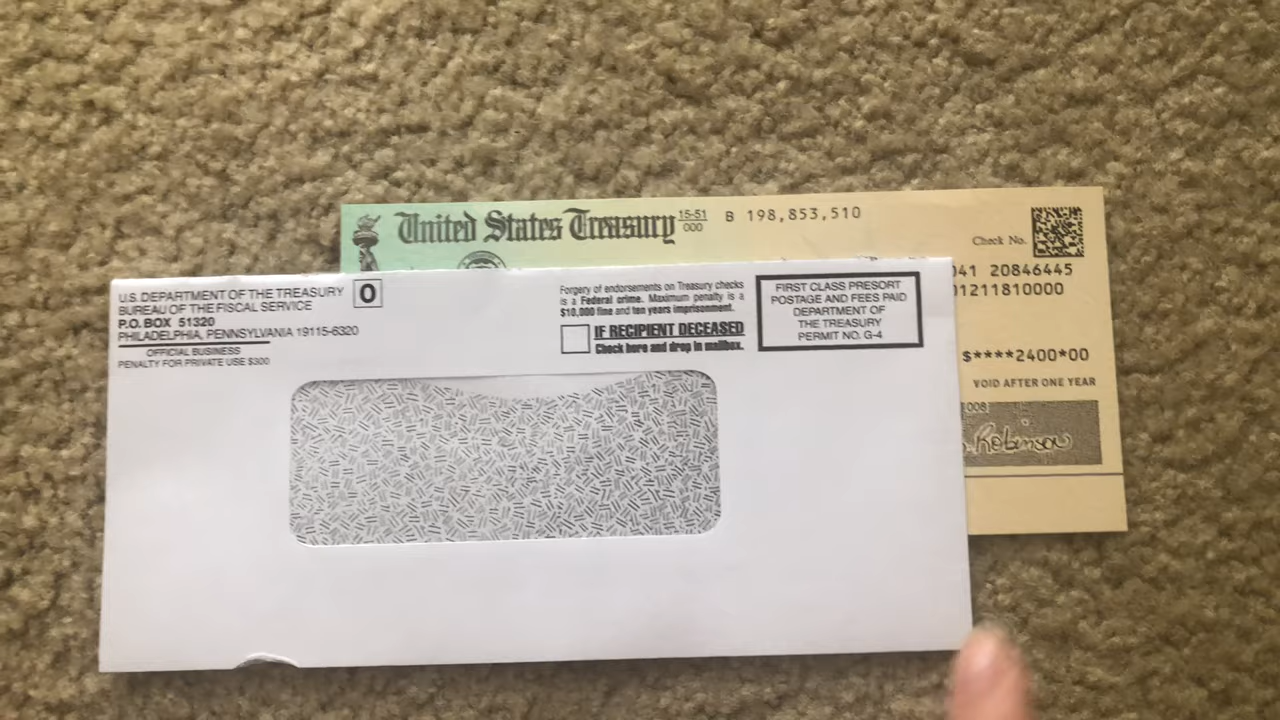 United States Treasury 15-51 000 B 198,853,510
Check No.
041 20846445
01211810000
$****2400*00
VOID AFTER ONE YEAR
008
Robinson
U.S. DEPARTMENT OF THE TREASURY
BUREAU OF THE FISCAL SERVICE
P.O. BOX 51320
PHILADELPHIA, PENNSYLVANIA 19115-6320
OFFICIAL BUSINESS
PENALTY FOR PRIVATE USE $300
O
Forgery of endorsements on Treasury checks
is a Federal crime. Maximum penalty is a
$10,000 fine and ten years imprisonment.
IF RECIPIENT DECEASED
Check here and drop in mailbox.
FIRST CLASS PRESORT
POSTAGE AND FEES PAID
DEPARTMENT OF
THE TREASURY
PERMIT NO. G-4